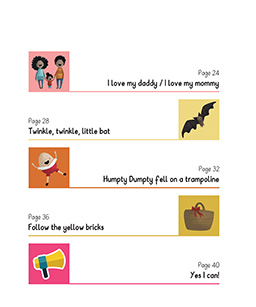 Page 24
I love my daddy / I love my mommy
Page 28
Twinkle, twinkle, little bat
Page 32
Humpty Dumpty fell on a trampoline
Page 36
Follow the yellow bricks
Page 40
Yes I can!